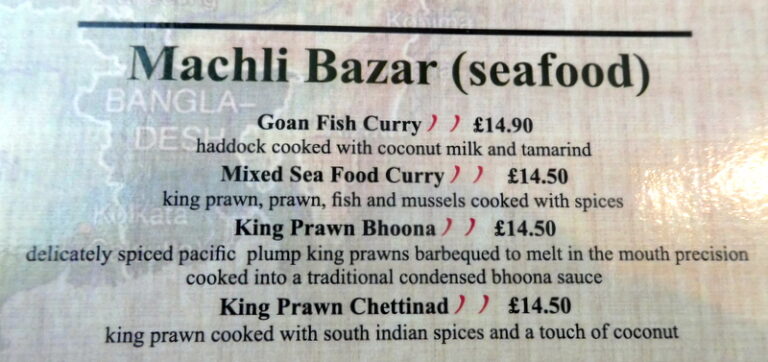 Kohima
Machli Bazar (seafood)
BANGLA-
DESH
Goan Fish Curry £14.90
haddock cooked with coconut milk and tamarind
Mixed Sea Food Curry £14.50
Kolkata
king prawn, prawn, fish and mussels cooked with spices
King Prawn Bhoona £14.50
delicately spiced pacific plump king prawns barbequed to melt in the mouth precision
cooked into a traditional condensed bhoona sauce
King Prawn Chettinad £14.50
king prawn cooked with south indian spices and a touch of coconut